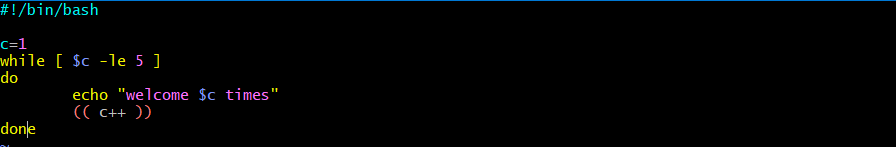 #!/bin/bash

c=1
while [ $c -le 5 ]
do
        echo "welcome $c times"
        (( c++ ))
done
~